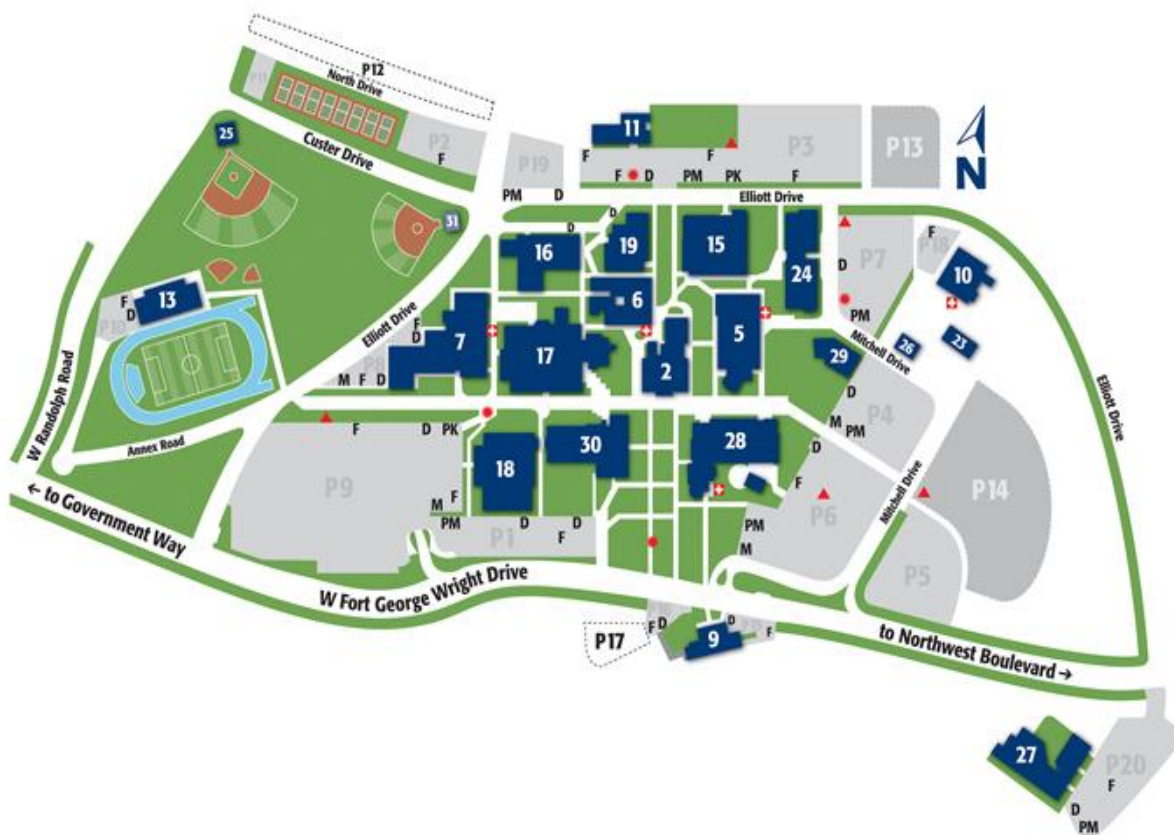 P12
North Drive
P11
Custer Drive
P2
F
25
31
11
P3
P13
P19
F
F
F D
PM PK F
PM D
N
Elliott Drive
D
D
16
19
15
24
P7
F
P18
10
D
PM
6
5
13
F
D
P10
7
17
2
29
26
23
Mitchell Drive
Elliott Drive
F
D
P8
M F D
W Randolph Road
Annex Road
Elliott Drive
D
M
PM
P4
F
D PK
18
30
28
D
F
P9
P6
P14
Mitchell Drive
F
M
PM
D
D
P1
F
PM
M
P5
← to Government Way
W Fort George Wright Drive
to Northwest Boulevard →
P17
F D
9
D
F
27
P20
F
D
PM